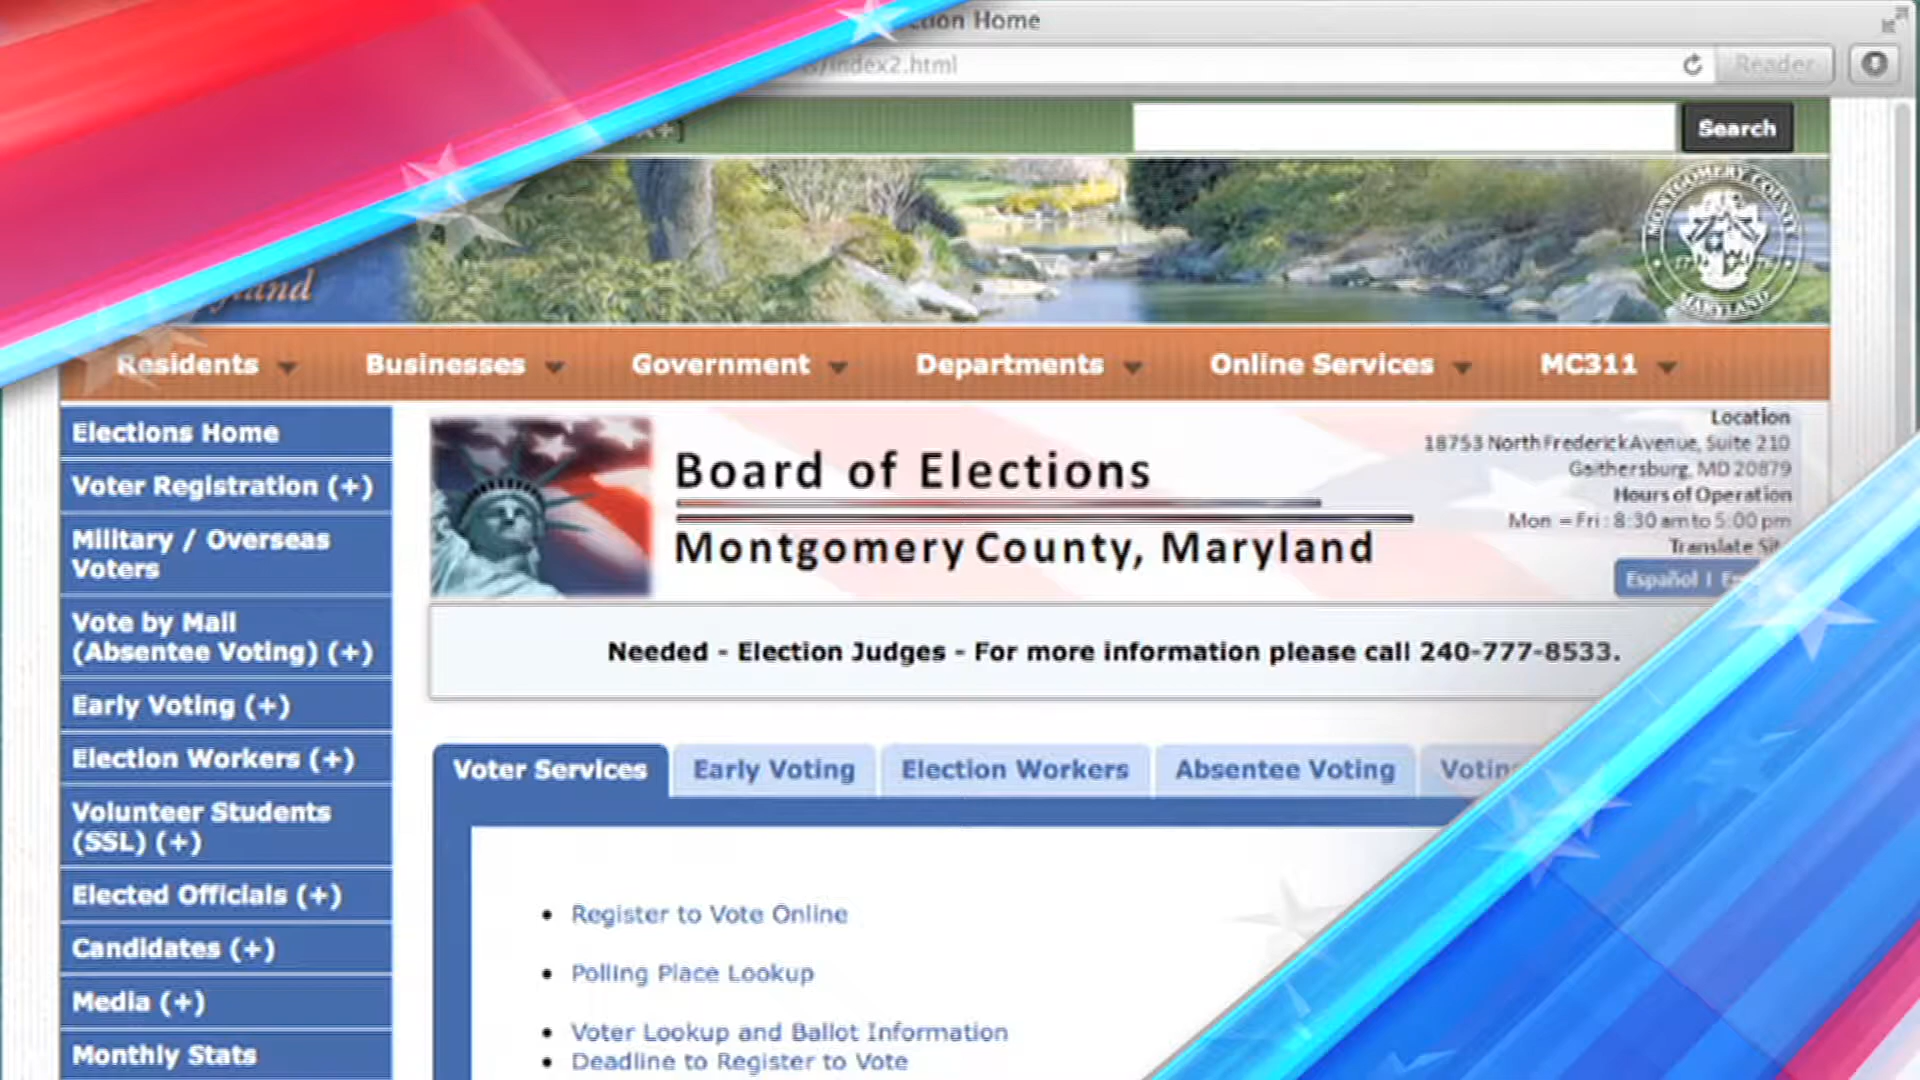 ction Home
/index2.html
Reader
Search
MONTGOMERY COUNTY
MARYLAND
yland
Residents
Businesses
Government
Departments
Online Services
MC311
Elections Home
Voter Registration (+)
Military / Overseas
Voters
Vote by Mail
(Absentee Voting) (+)
Early Voting (+)
Election Workers (+)
Volunteer Students
(SSL) (+)
Elected Officials (+)
Candidates (+)
Media (+)
Monthly Stats
Board of Elections
Montgomery County, Maryland
Location
18753 North Frederick Avenue, Suite 210
Gaithersburg, MD 20879
Hours of Operation
Mon - Fri : 8:30 am to 5:00 pm
Translate Sit
Español |
Needed - Election Judges - For more information please call 240-777-8533.
Voter Services
Early Voting
Election Workers
Absentee Voting
Votin
Register to Vote Online
Polling Place Lookup
Voter Lookup and Ballot Information
Deadline to Register to Vote